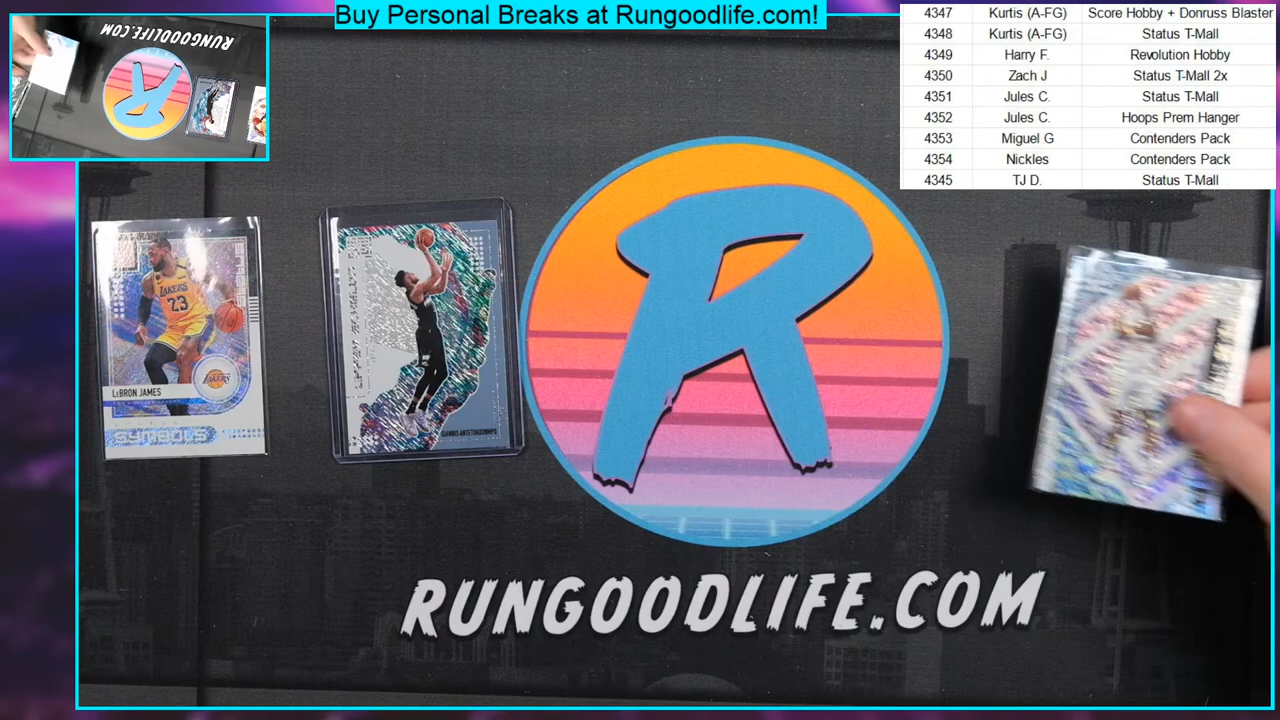 Buy Personal Breaks at Rungoodlife.com!
RUNGOODLIFE.COM
4347 Kurtis (A-FG) Score Hobby + Donruss Blaster
4348 Kurtis (A-FG) Status T-Mall
4349 Harry F. Revolution Hobby
4350 Zach J Status T-Mall 2x
4351 Jules C. Status T-Mall
4352 Jules C. Hoops Prem Hanger
4353 Miguel G Contenders Pack
4354 Nickles Contenders Pack
4345 TJ D. Status T-Mall
LAKERS
23
LAKERS
LEBRON JAMES
SYMBOLS
GIANNIS ANTETOKOUNMPO
R
RUNGOODLIFE.COM